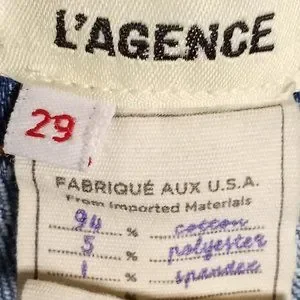 L'AGENCE
29
FABRIQUÉ AUX U.S.A.
From Imported Materials
94 % cotton
5 % polyester
1 % spandex